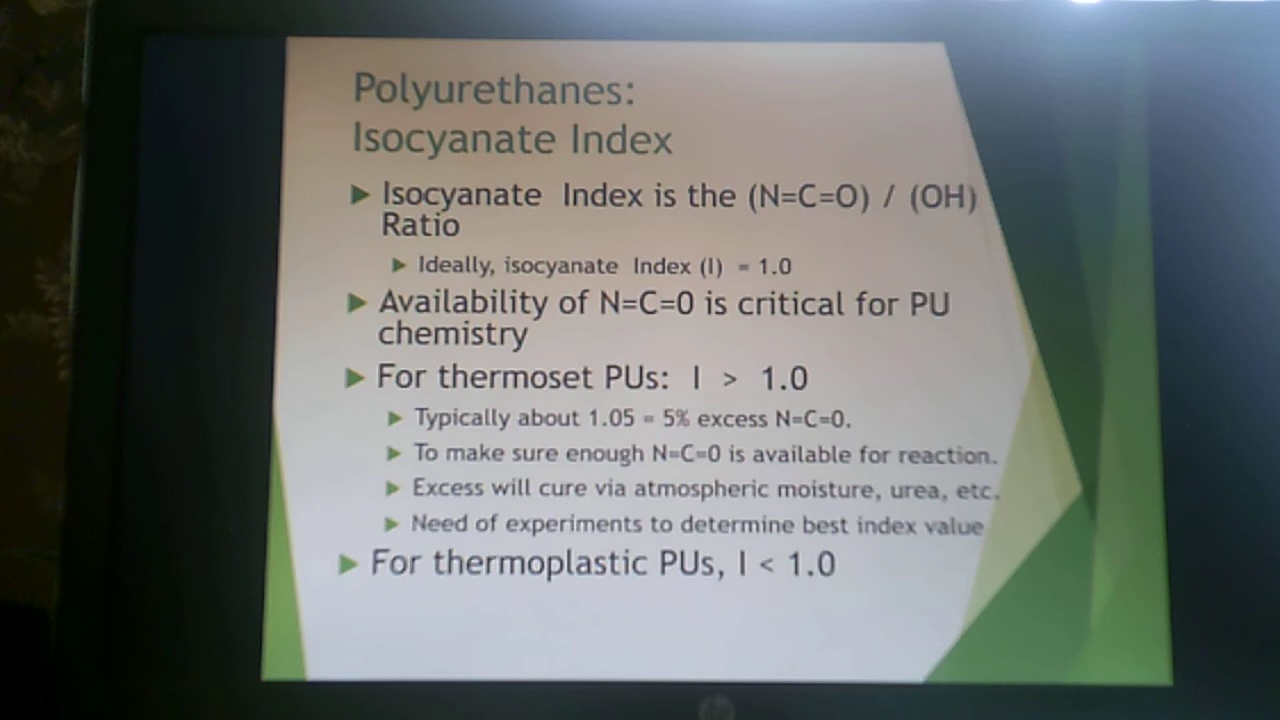 Polyurethanes:
Isocyanate Index
Isocyanate Index is the (N=C=O) / (OH)
Ratio
Ideally, isocyanate Index (I) = 1.0
Availability of N=C=0 is critical for PU
chemistry
For thermoset PUs: I > 1.0
Typically about 1.05 = 5% excess N=C=0.
To make sure enough N=C=0 is available for reaction.
Excess will cure via atmospheric moisture, urea, etc.
Need of experiments to determine best index value
For thermoplastic PUs, I < 1.0